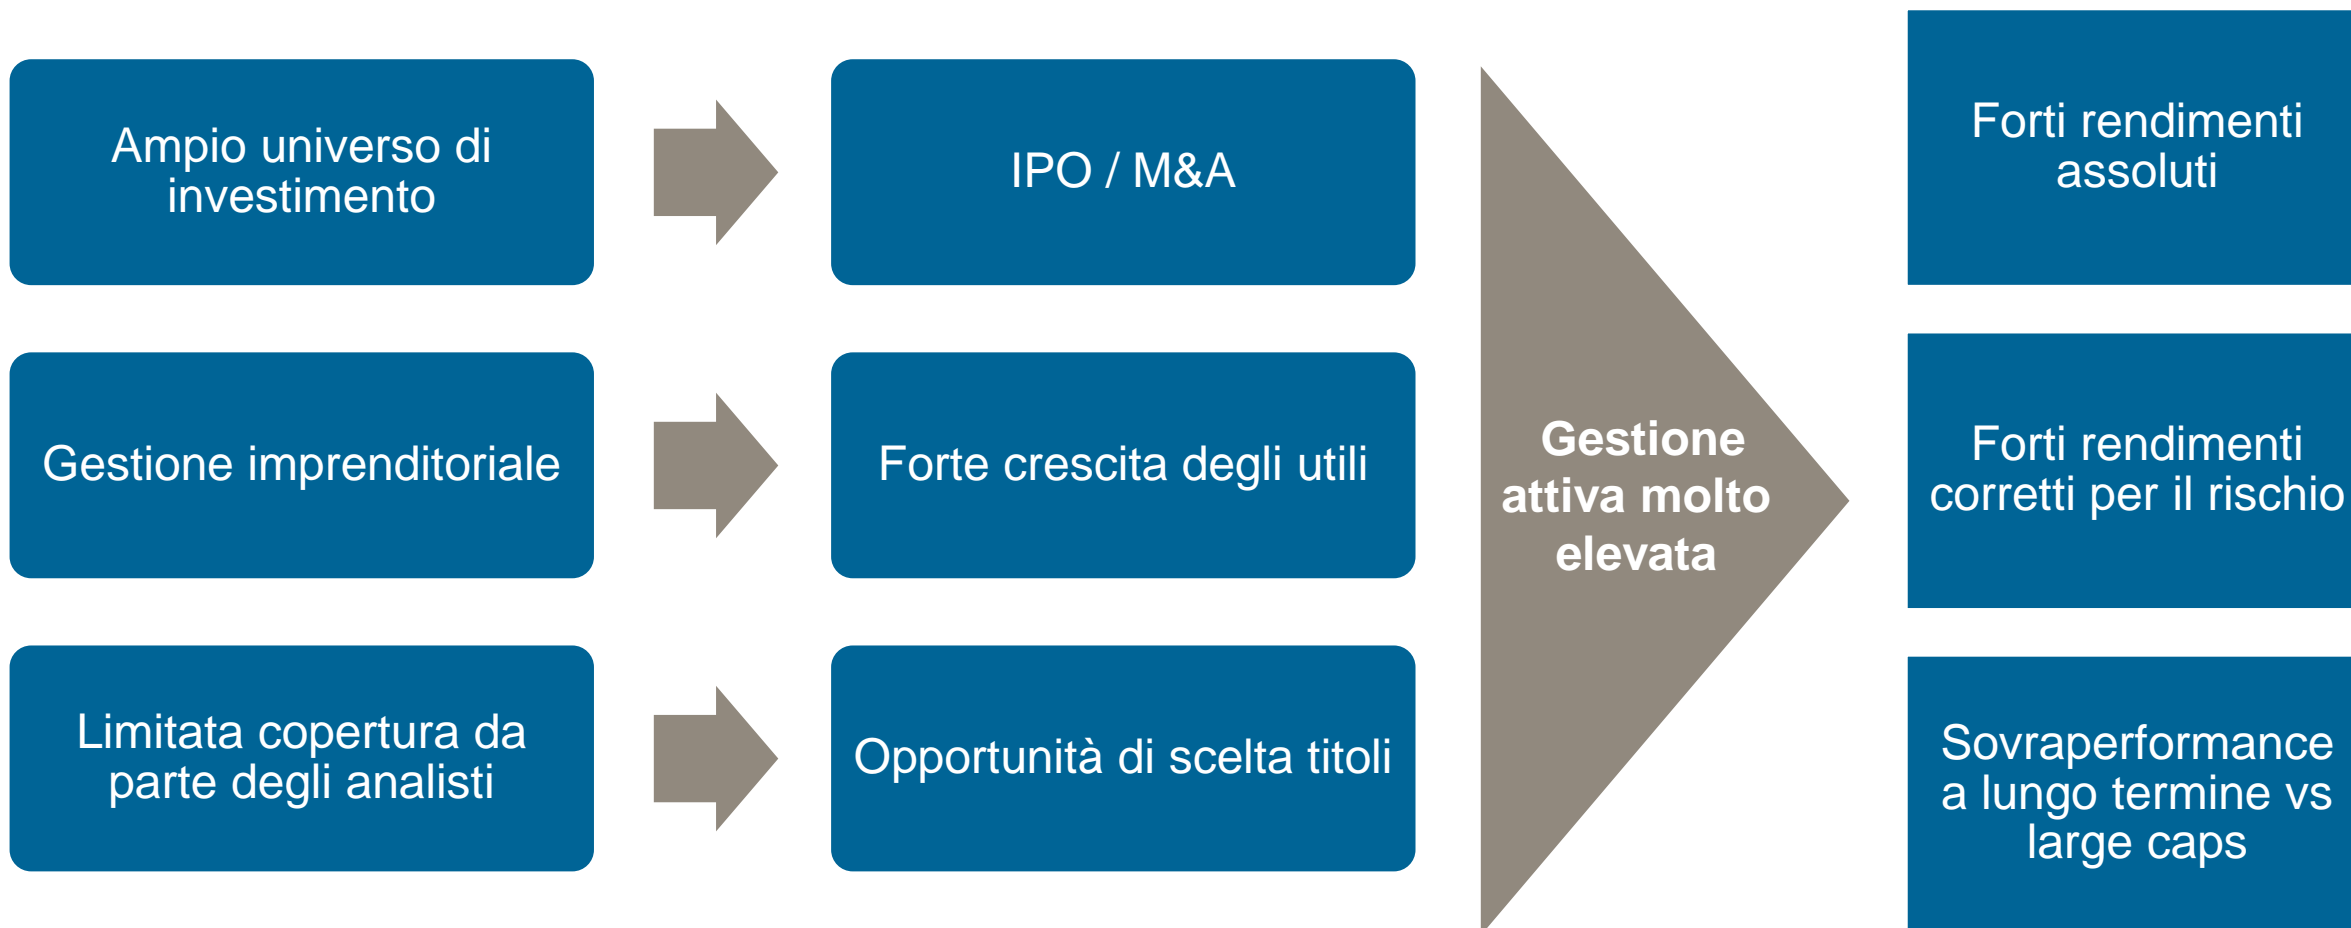 Ampio universo di
investimento
IPO / M&A
Gestione imprenditoriale
Forte crescita degli utili
Limitata copertura da
parte degli analisti
Opportunità di scelta titoli
Gestione
attiva molto
elevata
Forti rendimenti
assoluti
Forti rendimenti
corretti per il rischio
Sovraperformance
a lungo termine vs
large caps